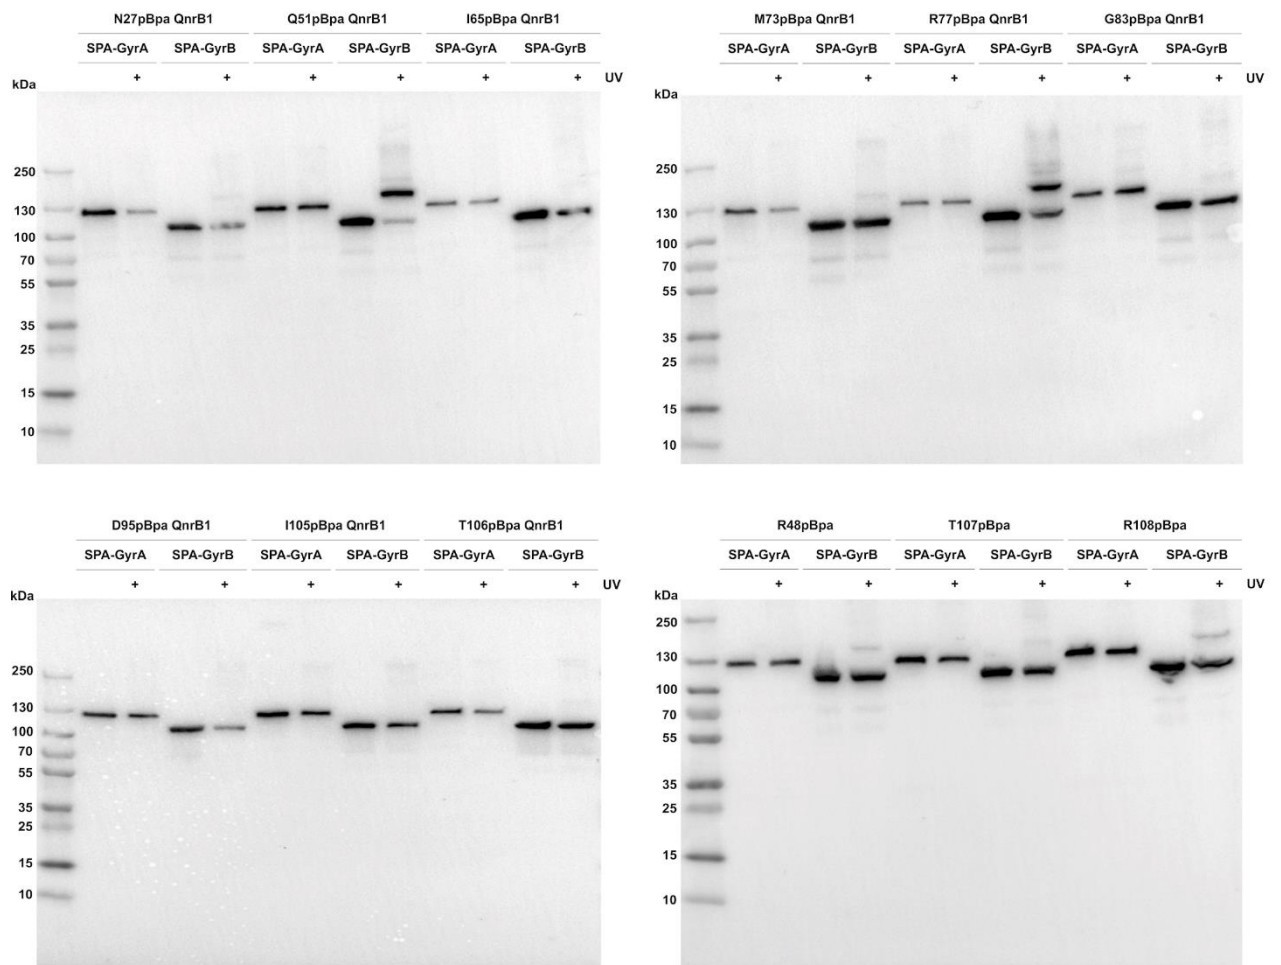 N27pBpa QnrB1 Q51pBpa QnrB1 I65pBpa QnrB1
SPA-GyrA SPA-GyrB SPA-GyrA SPA-GyrB SPA-GyrA SPA-GyrB
+ + + + + + UV
kDa
250
130
100
70
55
35
25
15
10
M73pBpa QnrB1 R77pBpa QnrB1 G83pBpa QnrB1
SPA-GyrA SPA-GyrB SPA-GyrA SPA-GyrB SPA-GyrA SPA-GyrB
+ + + + + +
kDa
250
130
100
70
55
35
25
15
10
D95pBpa QnrB1 I105pBpa QnrB1 T106pBpa QnrB1
SPA-GyrA SPA-GyrB SPA-GyrA SPA-GyrB SPA-GyrA SPA-GyrB
+ + + + + + UV
kDa
250
130
100
70
55
35
25
15
10
R48pBpa T107pBpa R108pBpa
SPA-GyrA SPA-GyrB SPA-GyrA SPA-GyrB SPA-GyrA SPA-GyrB
+ + + + + + UV
kDa
250
130
100
70
55
35
25
15
10